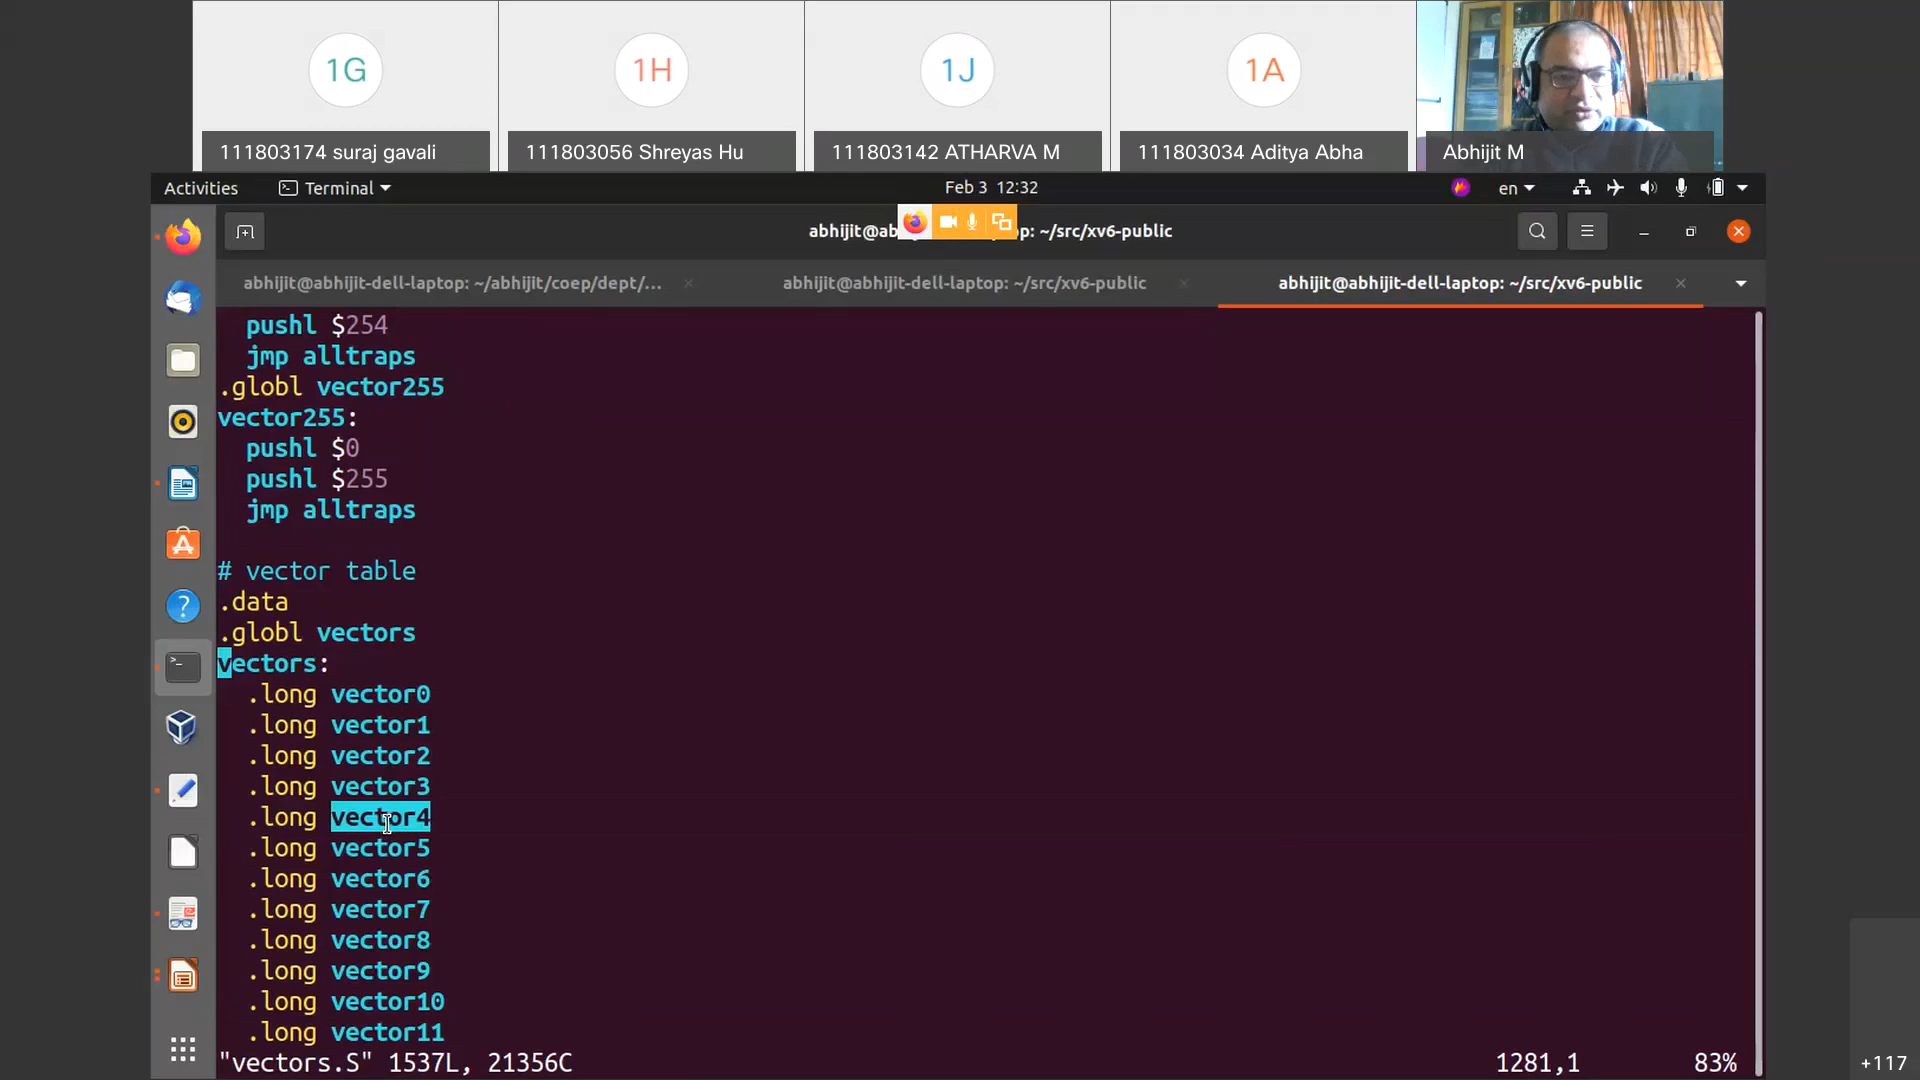 1G
1H
1J
1A
111803174 suraj gavali
111803056 Shreyas Hu
111803142 ATHARVA M
111803034 Aditya Abha
Abhijit M
Activities
Terminal
Feb 3 12:32
en
abhijit@ab
op: ~/src/xv6-public
abhijit@abhijit-dell-laptop: ~/abhijit/coep/dept/...
abhijit@abhijit-dell-laptop: ~/src/xv6-public
abhijit@abhijit-dell-laptop: ~/src/xv6-public
pushl $254
jmp alltraps
.globl vector255
vector255:
pushl $0
pushl $255
jmp alltraps
# vector table
.data
.globl vectors
vectors:
.long vector0
.long vector1
.long vector2
.long vector3
.long vector4
.long vector5
.long vector6
.long vector7
.long vector8
.long vector9
.long vector10
.long vector11
"vectors.S" 1537L, 21356C
1281,1
83%
+117